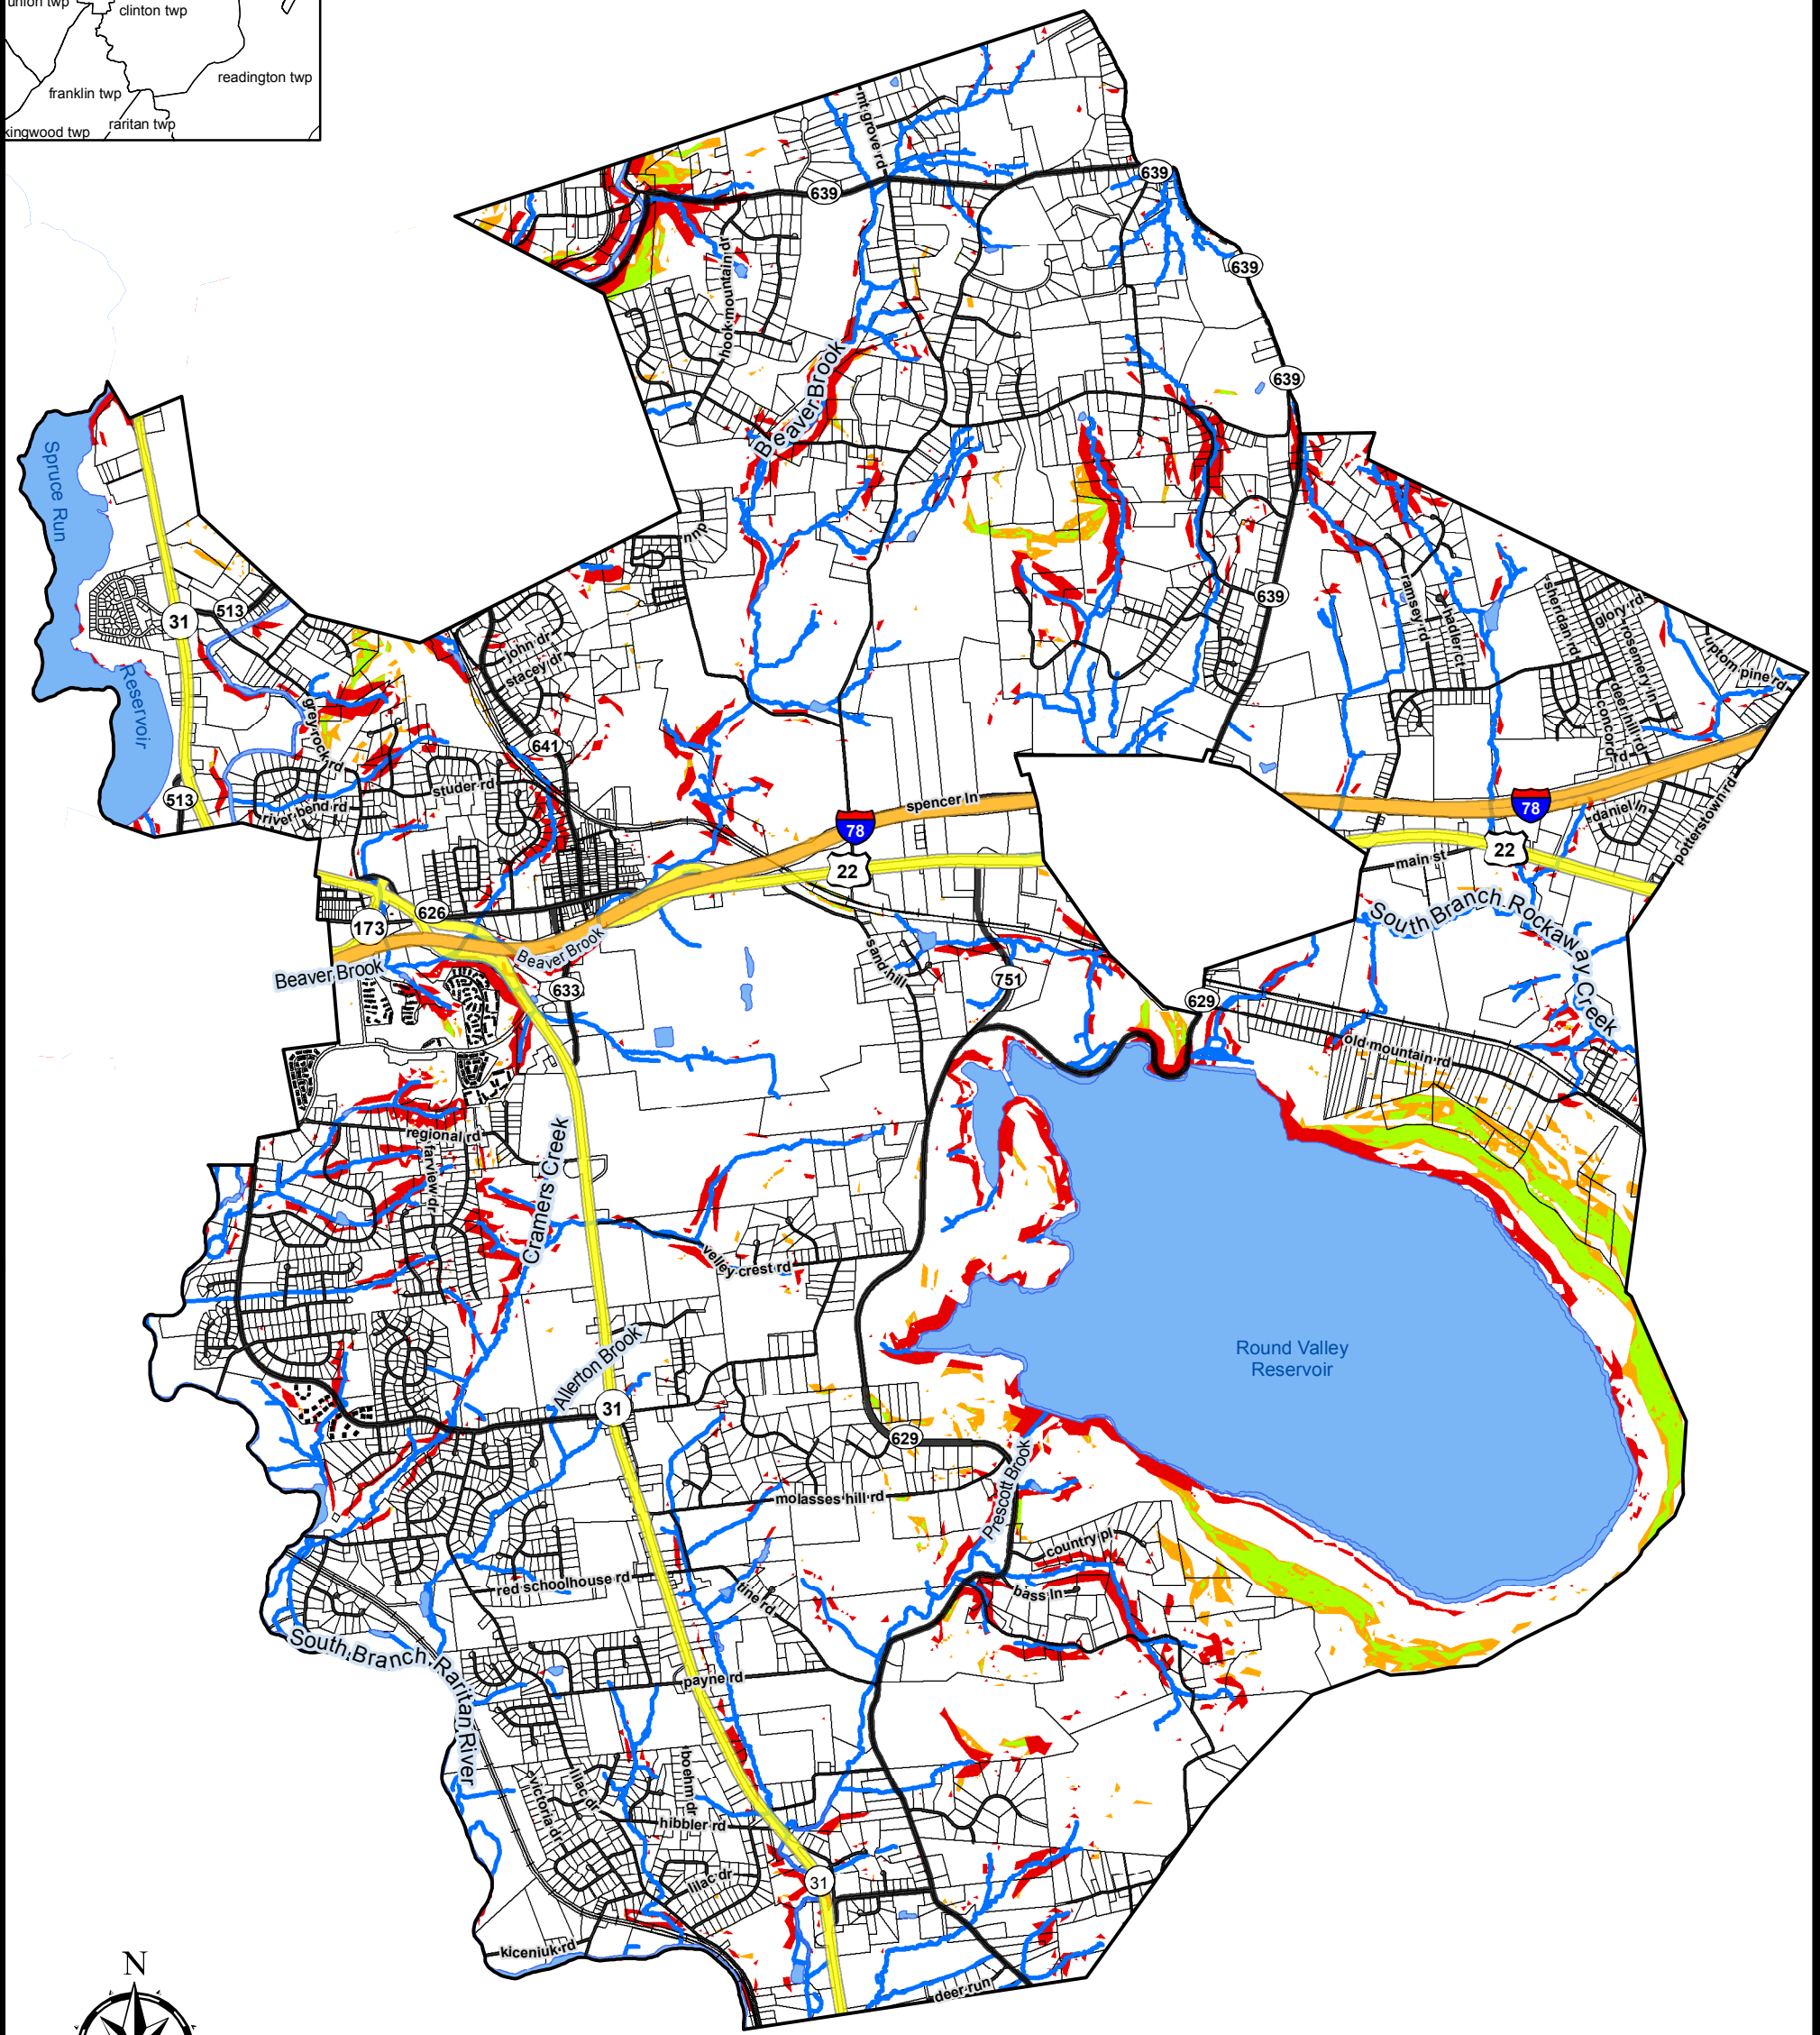 union twp
clinton twp
readington twp
franklin twp
raritan twp
kingwood twp
mt grove rd
639
639
639
hook mountain dr
639
Beaver Brook
Spruce Run
Reservoir
31
513
john dr
stacey dr
639
ramsey rd
hadler ct
sheridan rd
glory rd
rosemery ln
uptom pine rd
deer hill rd
concord rd
grey rock rd
641
studer rd
513
river bend rd
spencer ln
78
22
78
22
daniel ln
potterstown rd
main st
626
173
South Branch Rockaway Creek
Beaver Brook
Beaver Brook
sand hill
633
751
629
old mountain rd
regional rd
farview dr
Cramers Creek
velley crest rd
Round Valley
Reservoir
Allerton Brook
31
629
Prescott Brook
molasses hill rd
country pl
bass ln
red schoolhouse rd
tine rd
South Branch Raritan River
payne rd
victoria dr
lilac dr
boehm dr
hibbler rd
lilac dr
31
kiceniuk rd
deer run
N